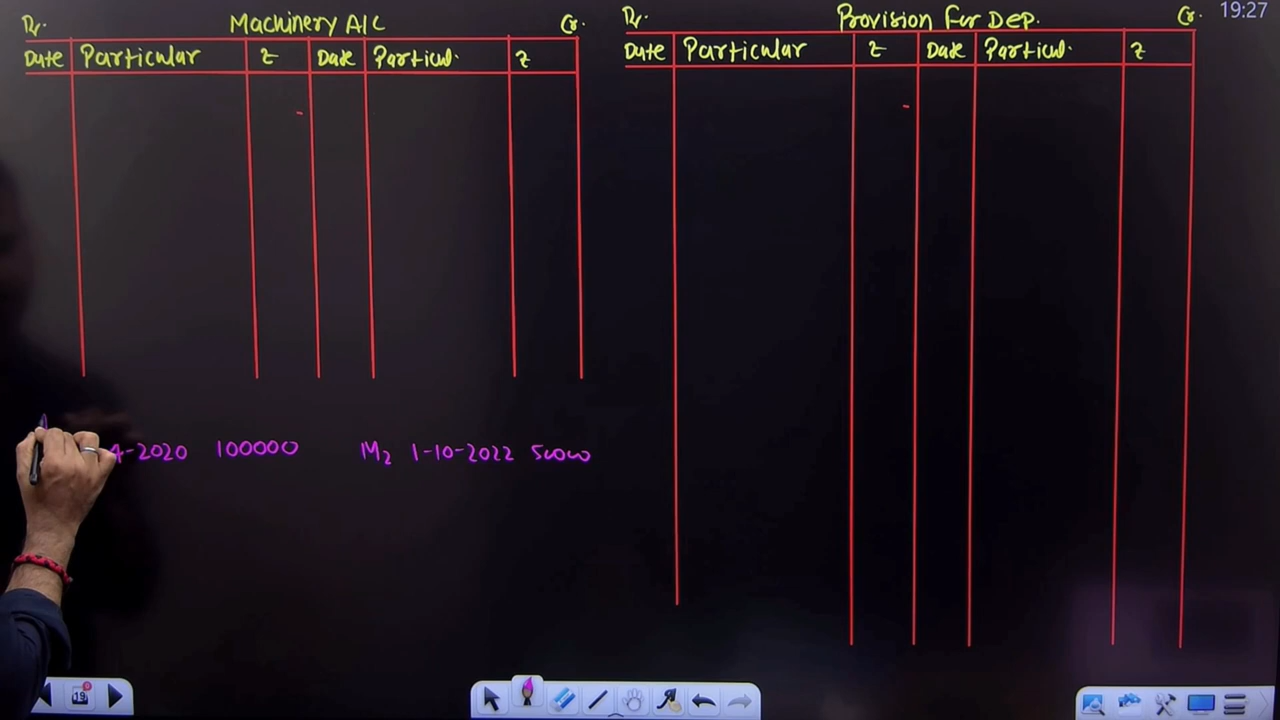 Dr. Machinery A/C Cr.
Date Particular ₹ Date Particul. ₹
Dr. Provision for Dep. Cr.
Date Particular ₹ Date Particul. ₹
19:27
4-2020 100000 M2 1-10-2022 50000
19